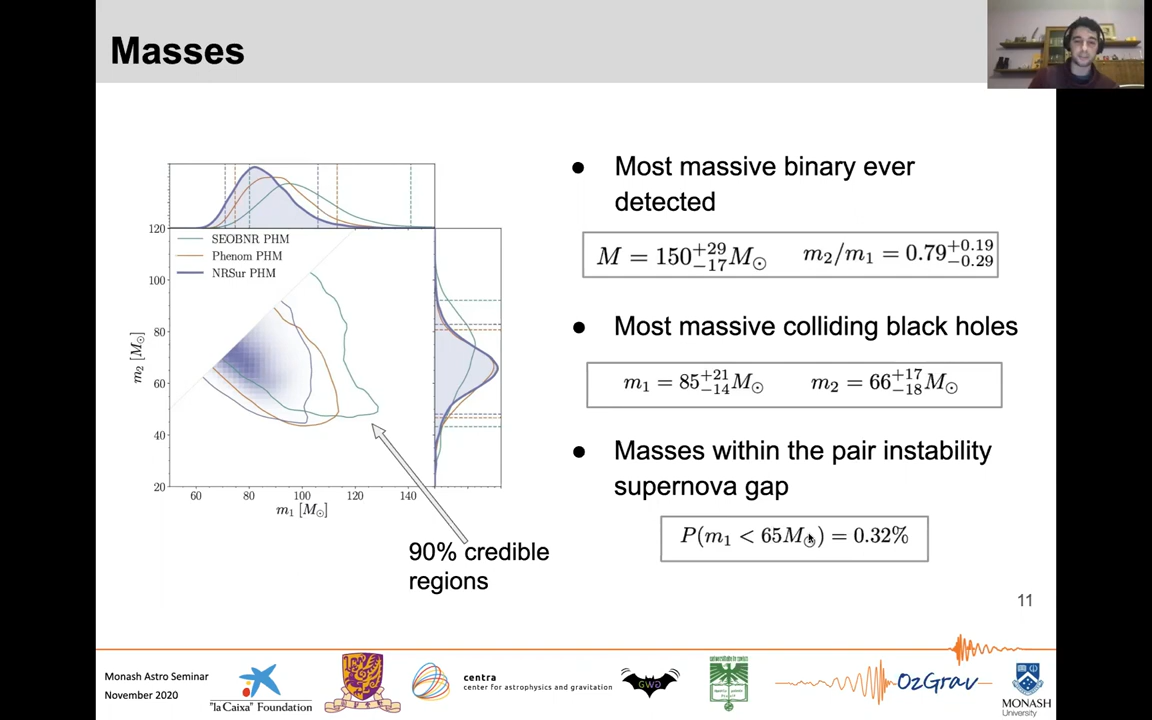 Masses
SEOBNR PHM
Phenom PHM
NRSur PHM
120
100
80
60
40
20
m₂ [M⊙]
60
80
100
120
140
m₁ [M⊙]
90% credible
regions
● Most massive binary ever
detected
M = 150⁺²⁹₋₁₇ M⊙ m₂/m₁ = 0.79⁺⁰·¹⁹₋₀.₂₉
● Most massive colliding black holes
m₁ = 85⁺²¹₋₁₄ M⊙ m₂ = 66⁺¹⁷₋₁₈ M⊙
● Masses within the pair instability
supernova gap
P(m₁ < 65M⊙) = 0.32%
11
Monash Astro Seminar
November 2020
"la Caixa" Foundation
centra
center for astrophysics and gravitation
GWG
OzGrav
MONASH
University